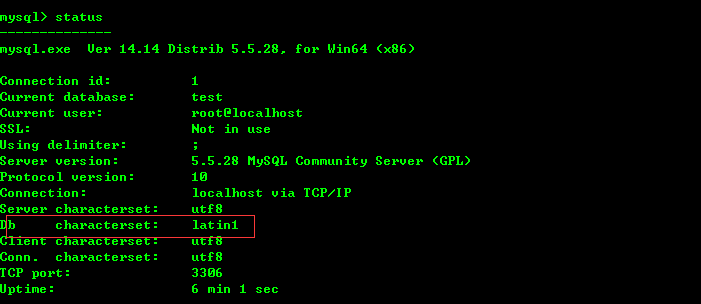 mysql> status
--------------
mysql.exe  Ver 14.14 Distrib 5.5.28, for Win64 (x86)
Connection id:          1
Current database:       test
Current user:           root@localhost
SSL:                    Not in use
Using delimiter:        ;
Server version:         5.5.28 MySQL Community Server (GPL)
Protocol version:       10
Connection:             localhost via TCP/IP
Server characterset:    utf8
Db     characterset:    latin1
Client characterset:    utf8
Conn.  characterset:    utf8
TCP port:               3306
Uptime:                 6 min 1 sec